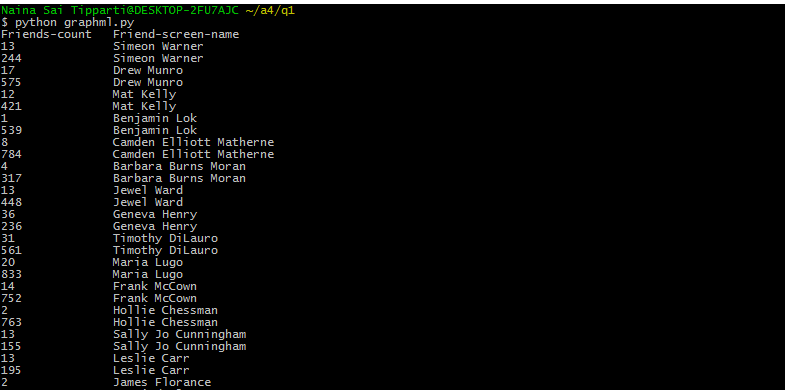 Naina Sai Tipparti@DESKTOP-2FU7AJC ~/a4/q1
$ python graphml.py
Friends-count   Friend-screen-name
13              Simeon Warner
244             Simeon Warner
17              Drew Munro
575             Drew Munro
12              Mat Kelly
421             Mat Kelly
1               Benjamin Lok
539             Benjamin Lok
8               Camden Elliott Matherne
784             Camden Elliott Matherne
4               Barbara Burns Moran
317             Barbara Burns Moran
13              Jewel Ward
448             Jewel Ward
36              Geneva Henry
236             Geneva Henry
31              Timothy DiLauro
561             Timothy DiLauro
20              Maria Lugo
833             Maria Lugo
14              Frank McCown
752             Frank McCown
2               Hollie Chessman
763             Hollie Chessman
13              Sally Jo Cunningham
155             Sally Jo Cunningham
13              Leslie Carr
195             Leslie Carr
2               James Florance